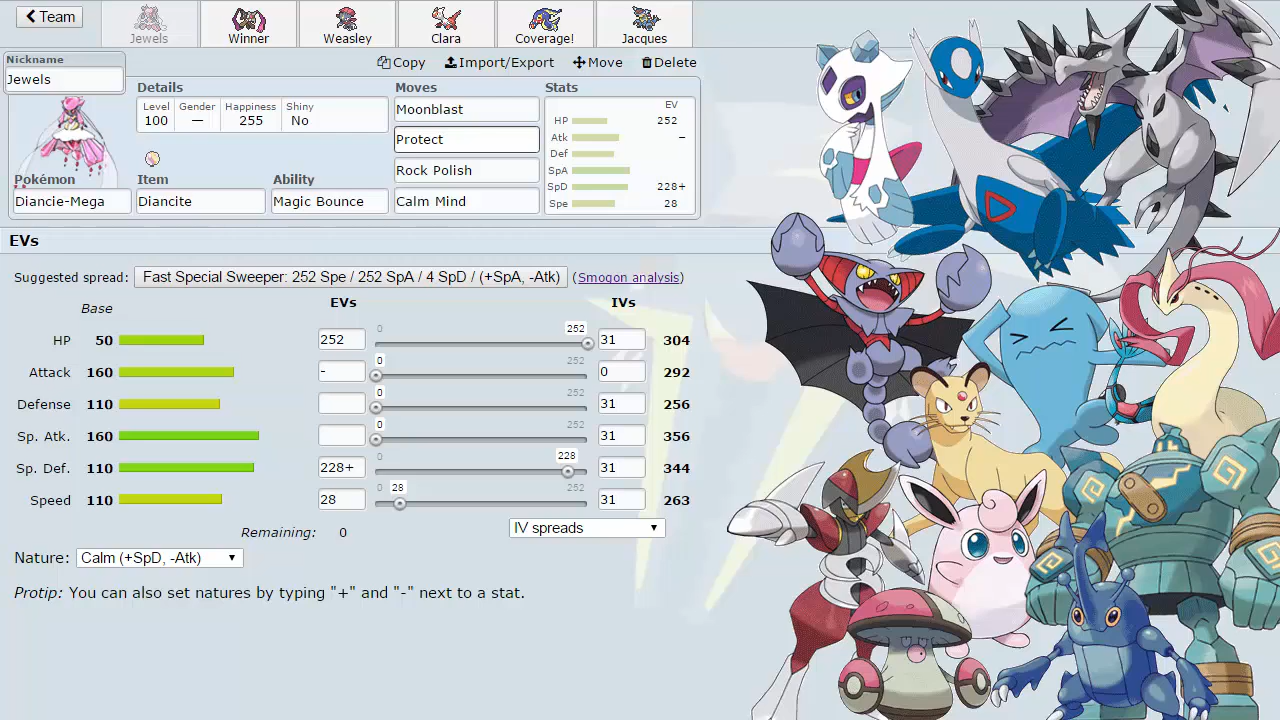 Team
Jewels
Winner
Weasley
Clara
Coverage!
Jacques
Copy Import/Export Move Delete
Nickname
Jewels
Details
Level Gender Happiness Shiny
100 — 255 No
Pokémon Item Ability
Diancie-Mega Diancite Magic Bounce
Moves
Moonblast
Protect
Rock Polish
Calm Mind
Stats
EV
HP 252
Atk –
Def
SpA
SpD 228+
Spe 28
EVs
Suggested spread: Fast Special Sweeper: 252 Spe / 252 SpA / 4 SpD / (+SpA, -Atk) (Smogon analysis)
Base EVs IVs
HP 50 252 0 252 252 31 304
Attack 160 - 0 252 0 292
Defense 110 0 252 31 256
Sp. Atk. 160 0 252 31 356
Sp. Def. 110 228+ 0 228 252 31 344
Speed 110 28 0 28 252 31 263
Remaining: 0 IV spreads
Nature: Calm (+SpD, -Atk)
Protip: You can also set natures by typing "+" and "-" next to a stat.